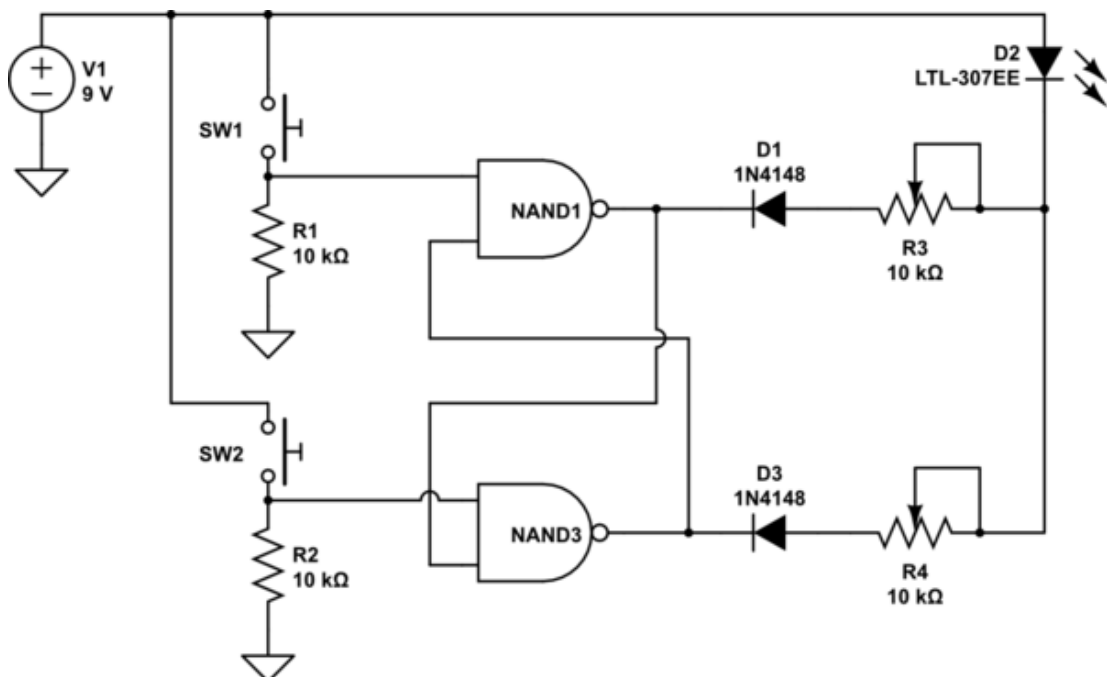 V1
9 V
SW1
R1
10 kΩ
NAND1
D1
1N4148
R3
10 kΩ
D2
LTL-307EE
SW2
R2
10 kΩ
NAND3
D3
1N4148
R4
10 kΩ